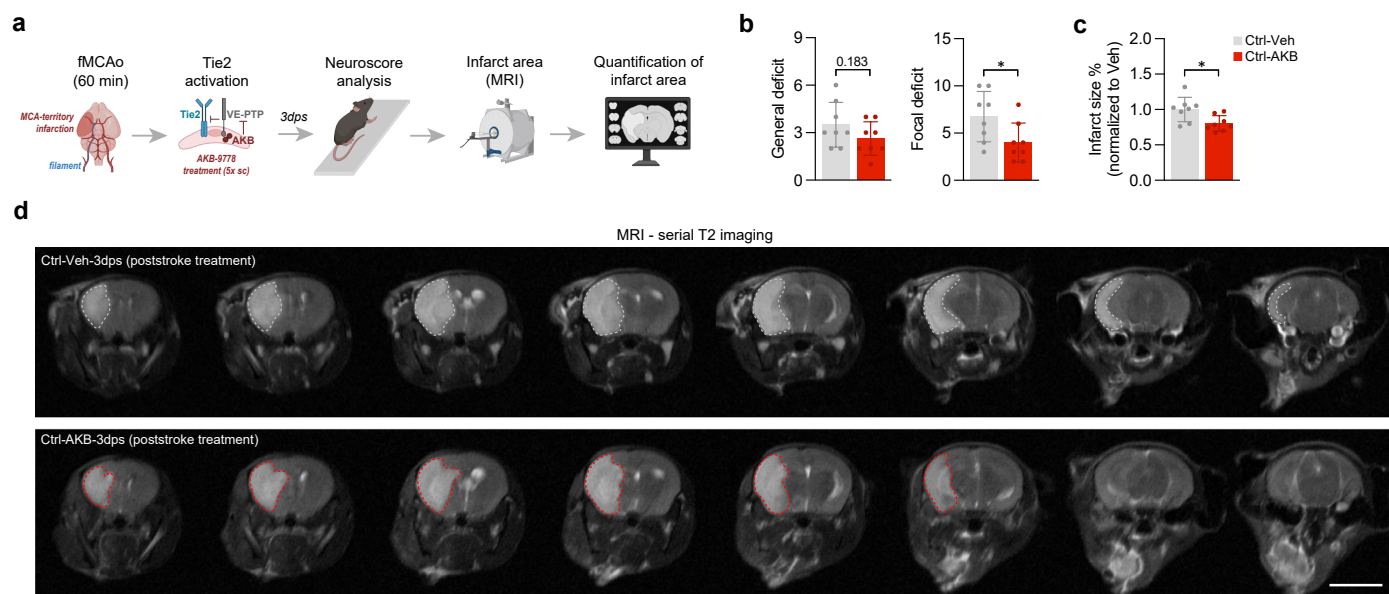 a
fMCAo
(60 min)
MCA-territory
infarction
filament
Tie2
activation
Tie2
VE-PTP
AKB
AKB-9778
treatment (5x sc)
3dps
Neuroscore
analysis
Infarct area
(MRI)
Quantification of
infarct area
b
General deficit
9
6
3
0
0.183
Focal deficit
15
10
5
0
*
c
Infarct size %
(normalized to Veh)
2.0
1.5
1.0
0.5
0.0
*
Ctrl-Veh
Ctrl-AKB
d
MRI - serial T2 imaging
Ctrl-Veh-3dps (poststroke treatment)
Ctrl-AKB-3dps (poststroke treatment)